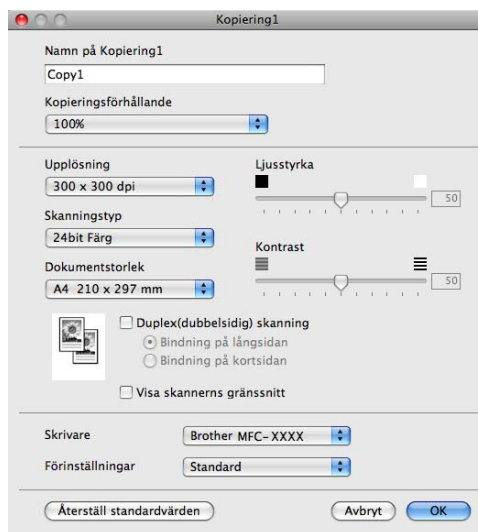 Kopiering1
Namn på Kopiering1
Copy1
Kopieringsförhållande
100%
Upplösning
300 x 300 dpi
Skanningstyp
24bit Färg
Dokumentstorlek
A4 210 x 297 mm
Ljusstyrka
50
Kontrast
50
Duplex(dubbelsidig) skanning
Bindning på långsidan
Bindning på kortsidan
Visa skannerns gränssnitt
Skrivare
Brother MFC-XXXX
Förinställningar
Standard
Återställ standardvärden
Avbryt
OK